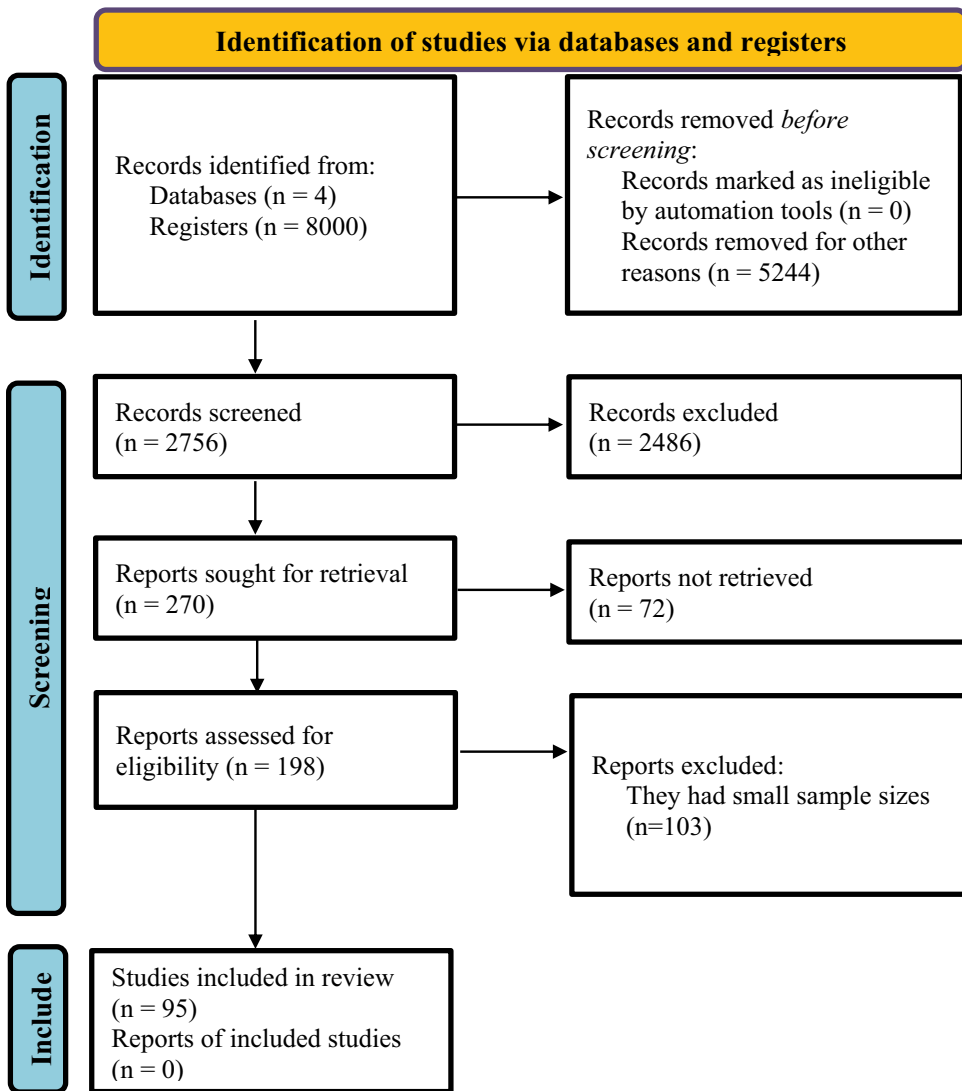 Identification of studies via databases and registers
Identification
Records identified from:
Databases (n = 4)
Registers (n = 8000)
Records removed before
screening:
Records marked as ineligible
by automation tools (n = 0)
Records removed for other
reasons (n = 5244)
Screening
Records screened
(n = 2756)
Records excluded
(n = 2486)
Reports sought for retrieval
(n = 270)
Reports not retrieved
(n = 72)
Reports assessed for
eligibility (n = 198)
Reports excluded:
They had small sample sizes
(n=103)
Include
Studies included in review
(n = 95)
Reports of included studies
(n = 0)